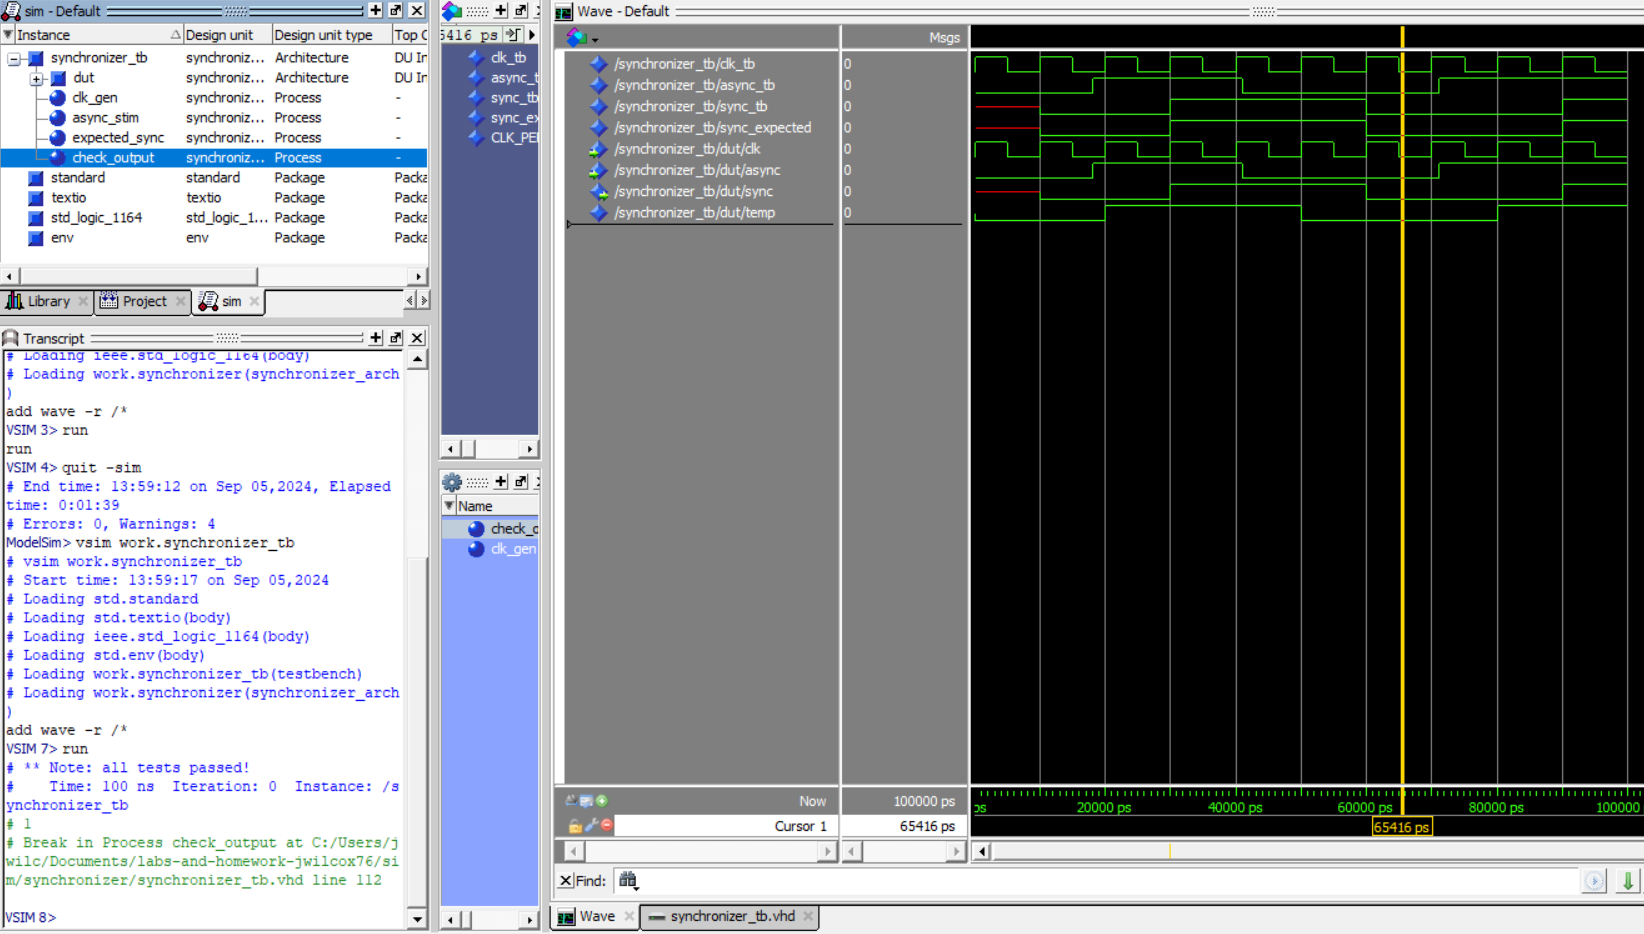 sim - Default
Instance Design unit Design unit type Top C
synchronizer_tb synchroniz... Architecture DU In
dut synchroniz... Architecture DU In
clk_gen synchroniz... Process -
async_stim synchroniz... Process -
expected_sync synchroniz... Process -
check_output synchroniz... Process -
standard standard Package Packa
textio textio Package Packa
std_logic_1164 std_logic_1... Package Packa
env env Package Packa
Library Project sim
Transcript
# Loading ieee.std_logic_1164(body)
# Loading work.synchronizer(synchronizer_arch
)
add wave -r /*
VSIM 3> run
run
VSIM 4> quit -sim
# End time: 13:59:12 on Sep 05,2024, Elapsed
time: 0:01:39
# Errors: 0, Warnings: 4
ModelSim> vsim work.synchronizer_tb
# vsim work.synchronizer_tb
# Start time: 13:59:17 on Sep 05,2024
# Loading std.standard
# Loading std.textio(body)
# Loading ieee.std_logic_1164(body)
# Loading std.env(body)
# Loading work.synchronizer_tb(testbench)
# Loading work.synchronizer(synchronizer_arch
)
add wave -r /*
VSIM 7> run
# ** Note: all tests passed!
#    Time: 100 ns  Iteration: 0  Instance: /s
ynchronizer_tb
# 1
# Break in Process check_output at C:/Users/j
wilc/Documents/labs-and-homework-jwilcox76/si
m/synchronizer/synchronizer_tb.vhd line 112
VSIM 8>
5416 ps
clk_tb
async_t
sync_tb
sync_ex
CLK_PE
Name
check_o
clk_gen
Wave - Default
Msgs
/synchronizer_tb/clk_tb 0
/synchronizer_tb/async_tb 0
/synchronizer_tb/sync_tb 0
/synchronizer_tb/sync_expected 0
/synchronizer_tb/dut/clk 0
/synchronizer_tb/dut/async 0
/synchronizer_tb/dut/sync 0
/synchronizer_tb/dut/temp 0
Now 100000 ps ps 20000 ps 40000 ps 60000 ps 80000 ps 100000
Cursor 1 65416 ps 65416 ps
Find:
Wave synchronizer_tb.vhd